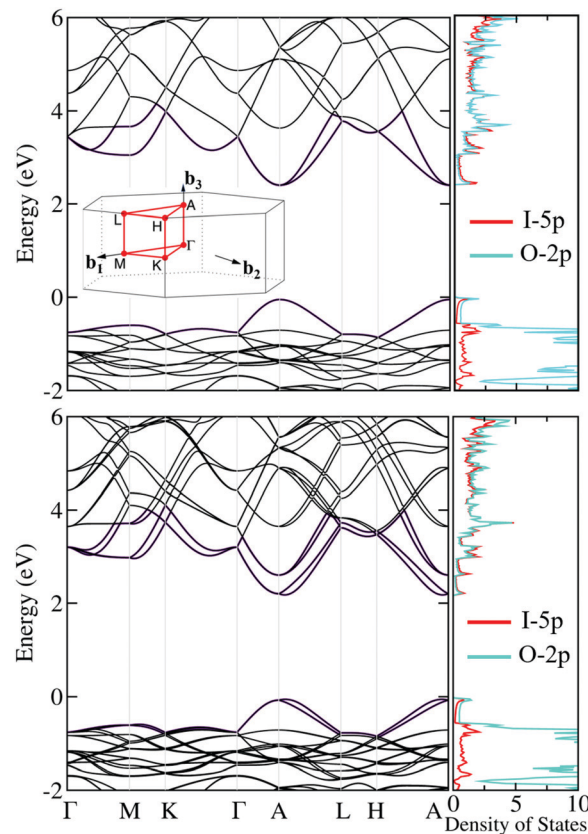 6
4
2
0
-2
Energy (eV)
b₃
A
L
H
Γ
b₁
M
K
b₂
I-5p
O-2p
6
4
2
0
-2
Energy (eV)
I-5p
O-2p
Γ M K Γ A L H A
0 5 10
Density of States